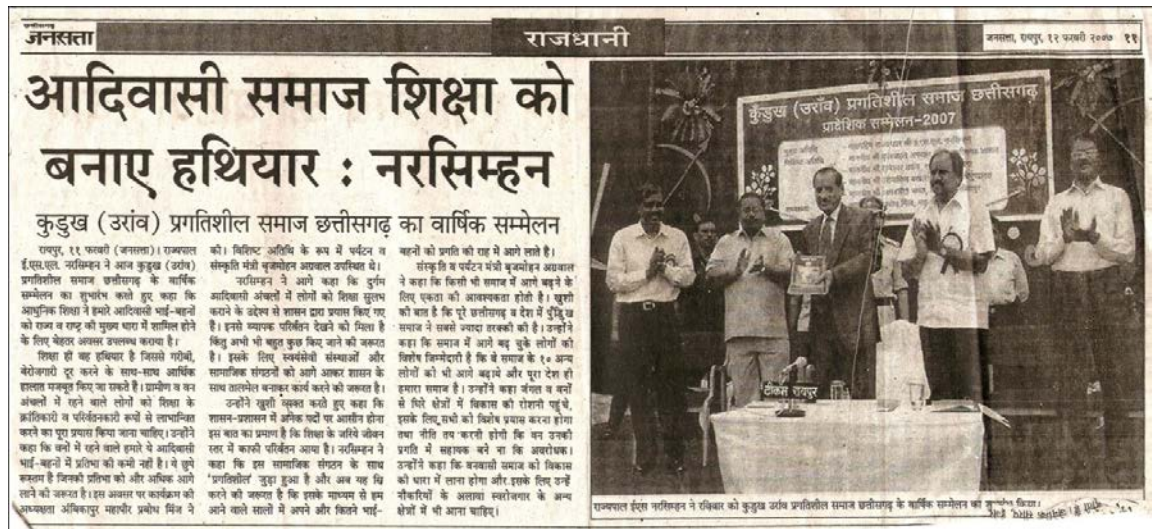 छत्तीसगढ़
जनसत्ता
राजधानी
जनसत्ता, रायपुर, १२ फरवरी २००७ ११
आदिवासी समाज शिक्षा को
बनाए हथियार : नरसिम्हन
कुडुख (उरांव) प्रगतिशील समाज छत्तीसगढ़ का वार्षिक सम्मेलन
रायपुर, ११ फरवरी (जनसत्ता)। राज्यपाल
ई.एस.एल. नरसिम्हन ने आज कुडुख (उरांव)
प्रगतिशील समाज छत्तीसगढ़ के वार्षिक
सम्मेलन का शुभारंभ करते हुए कहा कि
आधुनिक शिक्षा ने हमारे आदिवासी भाई-बहनों
को राज्य व राष्ट्र की मुख्य धारा में शामिल होने
के लिए बेहतर अवसर उपलब्ध कराया है।
शिक्षा ही वह हथियार है जिससे गरीबी,
बेरोजगारी दूर करने के साथ-साथ आर्थिक
हालात मजबूत किए जा सकते हैं। ग्रामीण व वन
अंचलों में रहने वाले लोगों को शिक्षा के
क्रांतिकारी व परिवर्तनकारी रूपों से लाभान्वित
करने का पूरा प्रयास किया जाना चाहिए। उन्होंने
कहा कि वनों में रहने वाले हमारे ये आदिवासी
भाई-बहनों में प्रतिभा की कमी नहीं है। ये छुपे
रूस्तम हैं जिनकी प्रतिभा को और अधिक आगे
लाने की जरूरत है। इस अवसर पर कार्यक्रम की
अध्यक्षता अंबिकापुर महापौर प्रबोध मिंज ने
की। विशिष्ट अतिथि के रूप में पर्यटन व
संस्कृति मंत्री बृजमोहन अग्रवाल उपस्थित थे।
नरसिम्हन ने आगे कहा कि दुर्गम
आदिवासी अंचलों में लोगों को शिक्षा सुलभ
कराने के उद्देश्य से शासन द्वारा प्रयास किए गए
हैं। इनसे व्यापक परिवर्तन देखने को मिला है
किंतु अभी भी बहुत कुछ किए जाने की जरूरत
है। इसके लिए स्वयंसेवी संस्थाओं और
सामाजिक संगठनों को आगे आकर शासन के
साथ तालमेल बनाकर कार्य करने की जरूरत है।
उन्होंने खुशी व्यक्त करते हुए कहा कि
शासन-प्रशासन में अनेक पदों पर आसीन होना
इस बात का प्रमाण है कि शिक्षा के जरिये जीवन
स्तर में काफी परिवर्तन आया है। नरसिम्हन ने
कहा कि इस सामाजिक संगठन के साथ
'प्रगतिशील' जुड़ा हुआ है और अब यह सिद्ध
करने की जरूरत है कि इसके माध्यम से हम
आने वाले सालों में अपने और कितने भाई-
बहनों को प्रगति की राह में आगे लाते है।
संस्कृति व पर्यटन मंत्री बृजमोहन अग्रवाल
ने कहा कि किसी भी समाज में आगे बढ़ने के
लिए एकता की आवश्यकता होती है। खुशी
की बात है कि पूरे छत्तीसगढ़ व देश में कुडुख
समाज ने सबसे ज्यादा तरक्की की है। उन्होंने
कहा कि समाज में आगे बढ़ चुके लोगों की
विशेष जिम्मेदारी है कि वे समाज के १० अन्य
लोगों को भी आगे बढ़ाये और पूरा देश ही
हमारा समाज है। उन्होंने कहा जंगल व वनों
से घिरे क्षेत्रों में विकास की रोशनी पहुंचे,
इसके लिए सभी को विशेष प्रयास करना होगा
तथा नीति तय करनी होगी कि वन उनकी
प्रगति में सहायक बने ना कि अवरोधक।
उन्होंने कहा कि वनवासी समाज को विकास
की धारा में लाना होगा और इसके लिए उन्हें
नौकरियों के अलावा स्वरोजगार के अन्य
क्षेत्रों में भी आना चाहिए।
कुँडुख (उराँव) प्रगतिशील समाज छत्तीसगढ़
प्रादेशिक सम्मेलन-2007
मुख्य अतिथि
टीकम रायपुर
राज्यपाल ईएस नरसिम्हन ने रविवार को कुडुख उरांव प्रगतिशील समाज छत्तीसगढ़ के वार्षिक सम्मेलन का शुभारंभ किया।